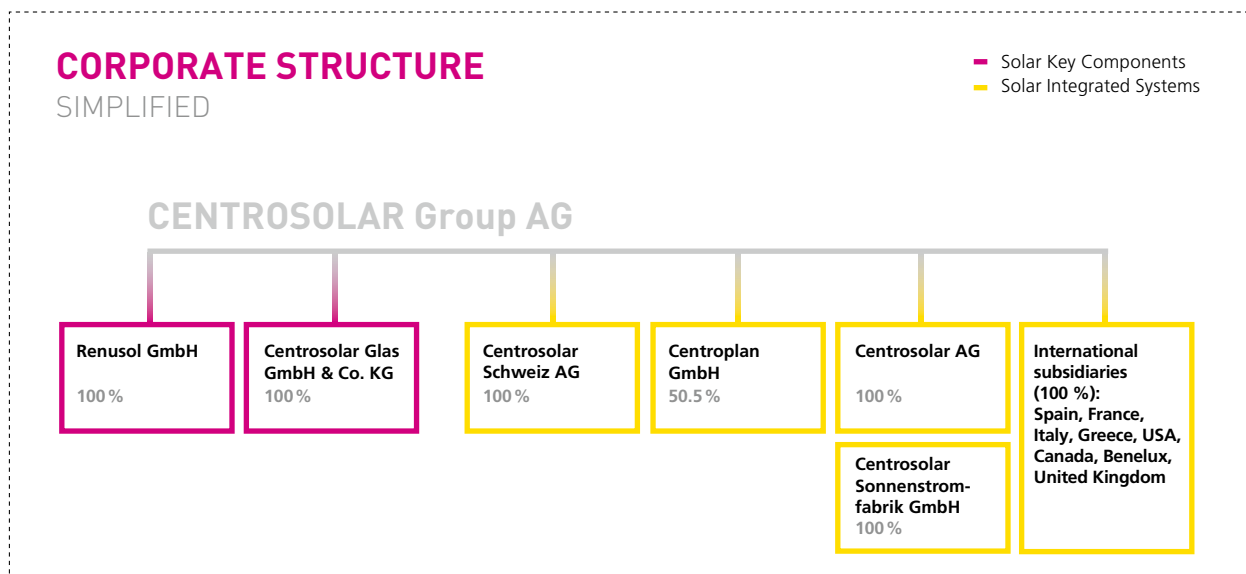 CORPORATE STRUCTURE
SIMPLIFIED
Solar Key Components
Solar Integrated Systems
CENTROSOLAR Group AG
Renusol GmbH
100 %
Centrosolar Glas
GmbH & Co. KG
100 %
Centrosolar
Schweiz AG
100 %
Centroplan
GmbH
50.5 %
Centrosolar AG
100 %
Centrosolar
Sonnenstrom-
fabrik GmbH
100 %
International
subsidiaries
(100 %):
Spain, France,
Italy, Greece, USA,
Canada, Benelux,
United Kingdom